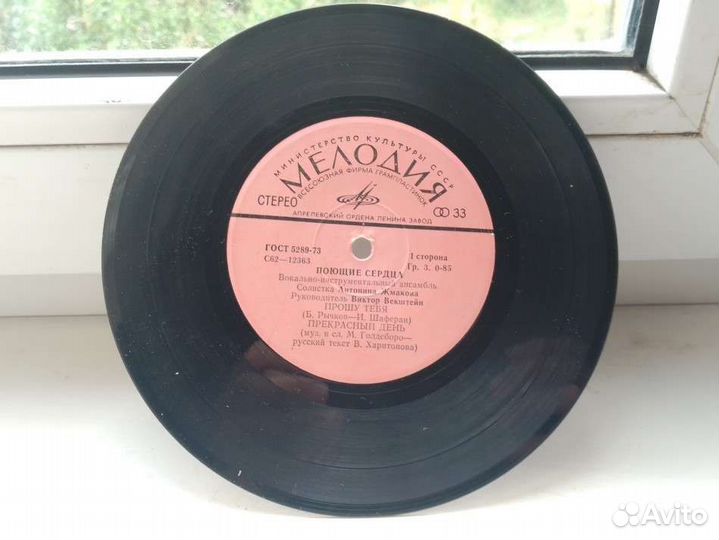 МИНИСТЕРСТВО КУЛЬТУРЫ СССР
МЕЛОДИЯ
ВСЕСОЮЗНАЯ ФИРМА ГРАМПЛАСТИНОК
СТЕРЕО
33
АПРЕЛЕВСКИЙ ОРДЕНА ЛЕНИНА ЗАВОД
ГОСТ 5289-73
С62—12363
1 сторона
Гр. 3. 0-85
ПОЮЩИЕ СЕРДЦА
Вокально-инструментальный ансамбль
Солистка Антонина Жмакова
Руководитель Виктор Векштейн
ПРОШУ ТЕБЯ
(Б. Рычков—И. Шаферан)
ПРЕКРАСНЫЙ ДЕНЬ
(муз. и сл. М. Голдсборо—
русский текст В. Харитонова)
Avito